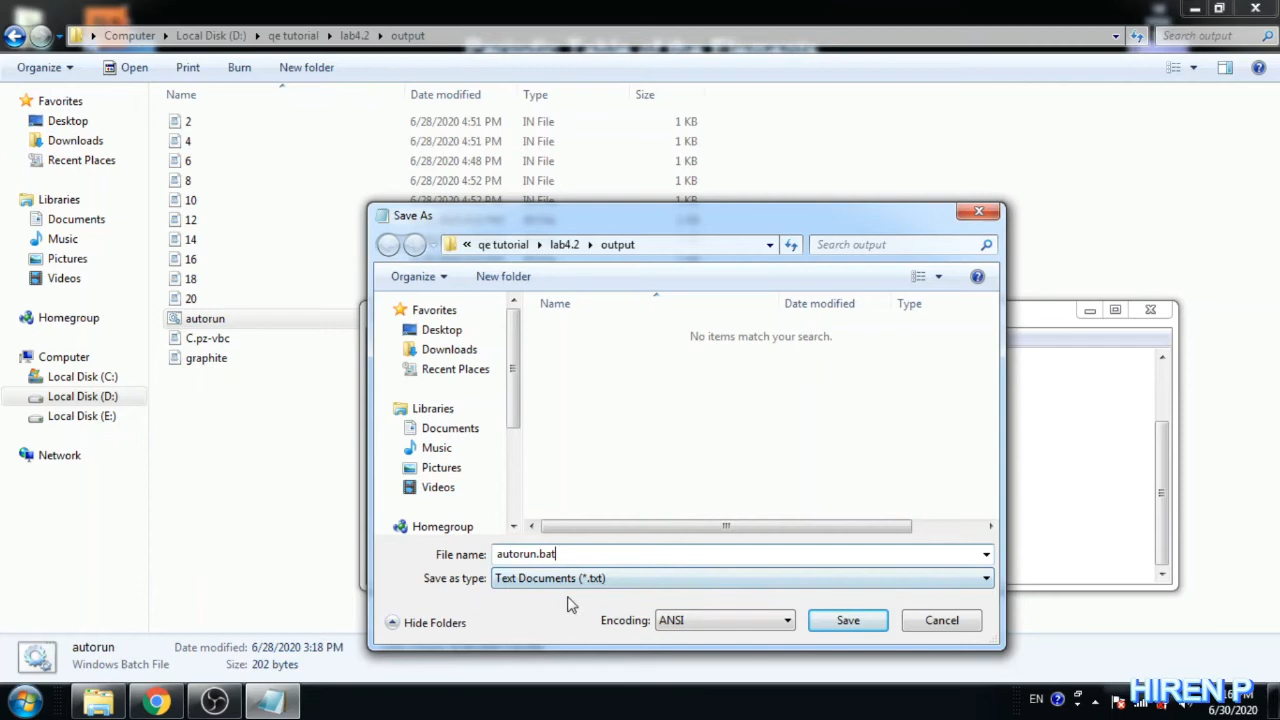 Periodic Table of the Elements
Computer Local Disk (D:) qe tutorial lab4.2 output Search output
Organize Open Print Burn New folder
Favorites
Desktop
Downloads
Recent Places
Libraries
Documents
Music
Pictures
Videos
Homegroup
Computer
Local Disk (C:)
Local Disk (D:)
Local Disk (E:)
Network
Name Date modified Type Size
2 6/28/2020 4:51 PM IN File 1 KB
4 6/28/2020 4:51 PM IN File 1 KB
6 6/28/2020 4:48 PM IN File 1 KB
8 6/28/2020 4:52 PM IN File 1 KB
10 6/28/2020 4:52 PM IN File 1 KB
12
14
16
18
20
autorun
C.pz-vbc
graphite
Save As
« qe tutorial lab4.2 output Search output
Organize New folder
Favorites
Desktop
Downloads
Recent Places
Libraries
Documents
Music
Pictures
Videos
Homegroup
Name Date modified Type
No items match your search.
File name: autorun.bat
Save as type: Text Documents (*.txt)
Hide Folders Encoding: ANSI Save Cancel
autorun Date modified: 6/28/2020 3:18 PM
Windows Batch File Size: 202 bytes
EN
6/30/2020
HIREN P